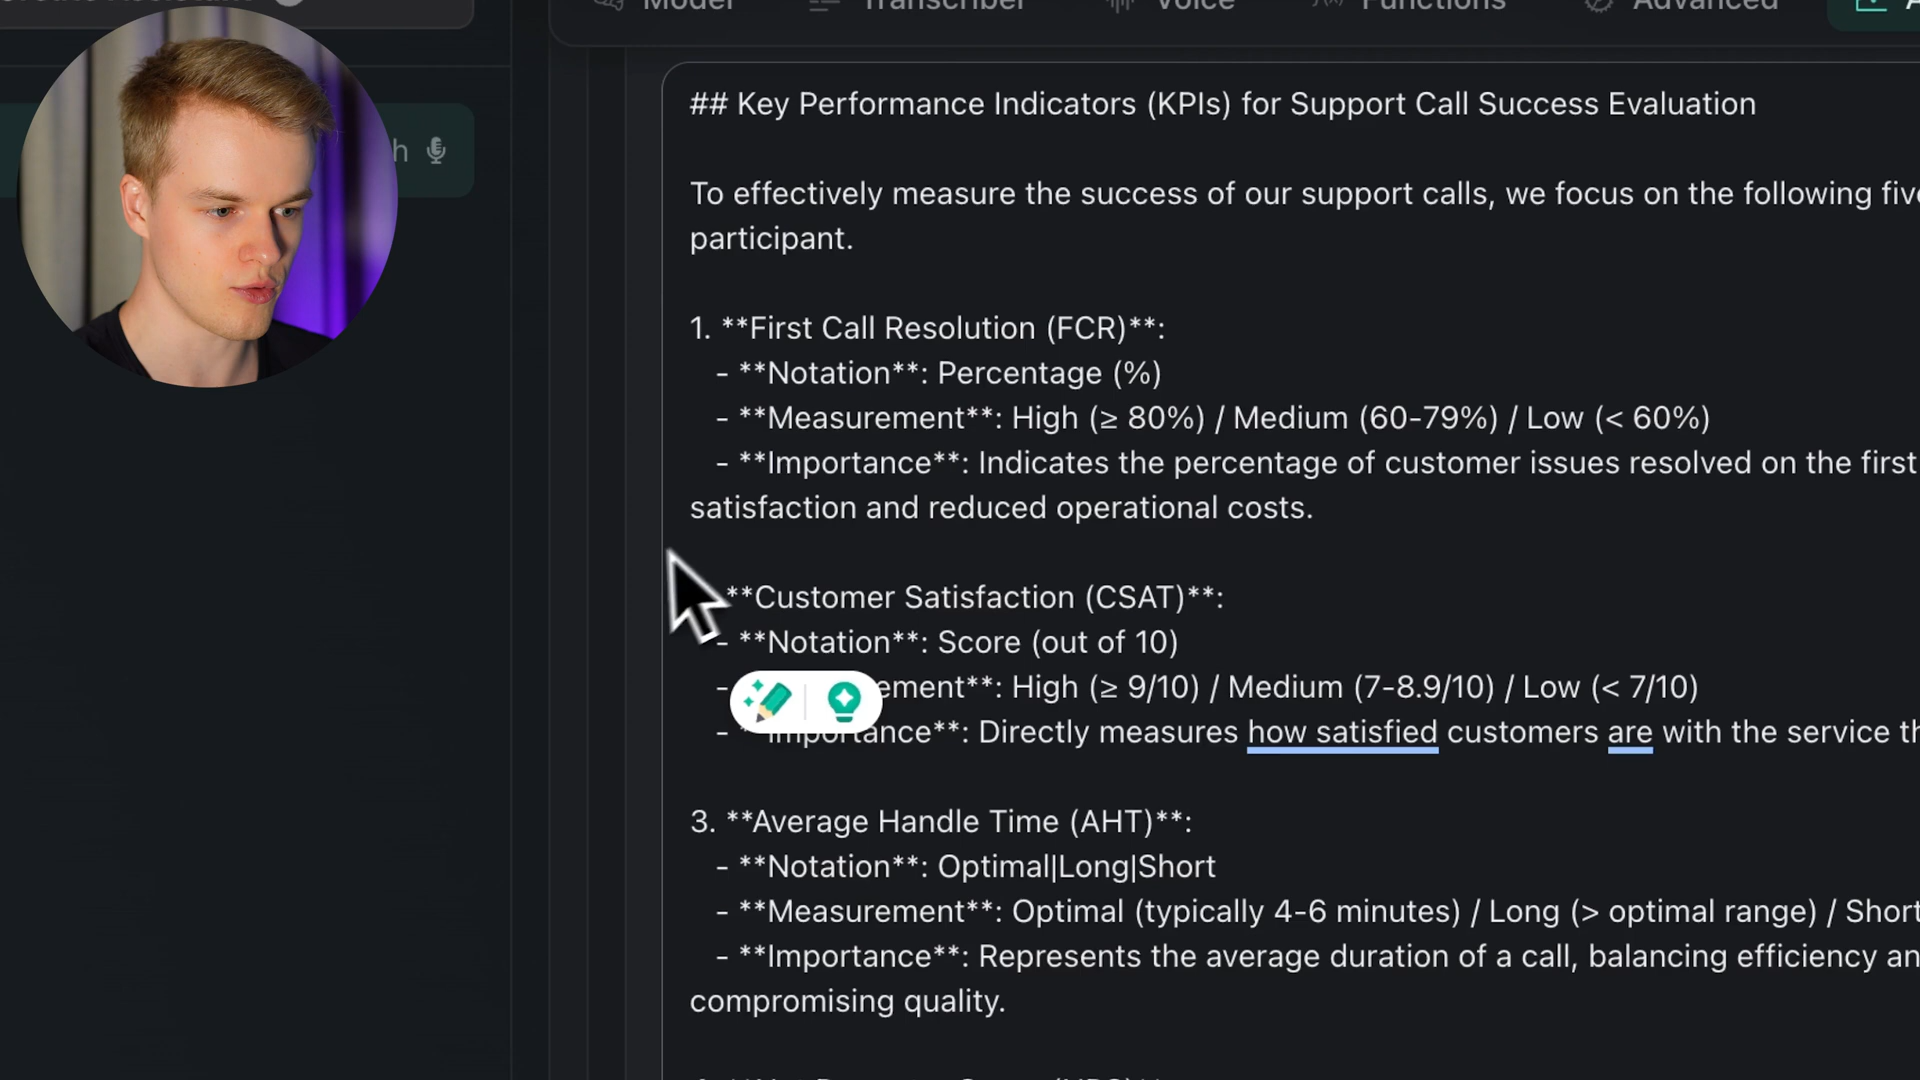 Model Transcriber Voice Functions Advanced
h
## Key Performance Indicators (KPIs) for Support Call Success Evaluation
To effectively measure the success of our support calls, we focus on the following
participant.
1. **First Call Resolution (FCR)**:
- **Notation**: Percentage (%)
- **Measurement**: High (≥ 80%) / Medium (60-79%) / Low (< 60%)
- **Importance**: Indicates the percentage of customer issues resolved on the first
satisfaction and reduced operational costs.
**Customer Satisfaction (CSAT)**:
- **Notation**: Score (out of 10)
- ement**: High (≥ 9/10) / Medium (7-8.9/10) / Low (< 7/10)
- **Importance**: Directly measures how satisfied customers are with the service
3. **Average Handle Time (AHT)**:
- **Notation**: Optimal|Long|Short
- **Measurement**: Optimal (typically 4-6 minutes) / Long (> optimal range) / Short
- **Importance**: Represents the average duration of a call, balancing efficiency
compromising quality.